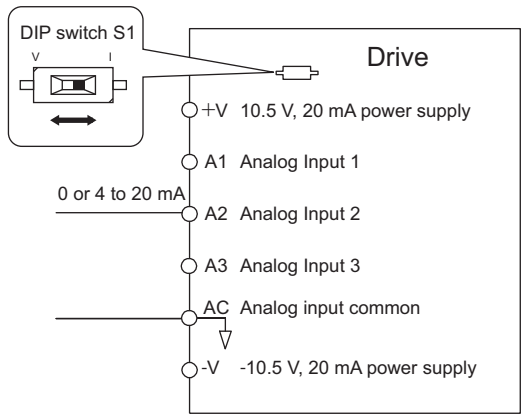 DIP switch S1
V I
Drive
+V 10.5 V, 20 mA power supply
A1 Analog Input 1
0 or 4 to 20 mA
A2 Analog Input 2
A3 Analog Input 3
AC Analog input common
-V -10.5 V, 20 mA power supply